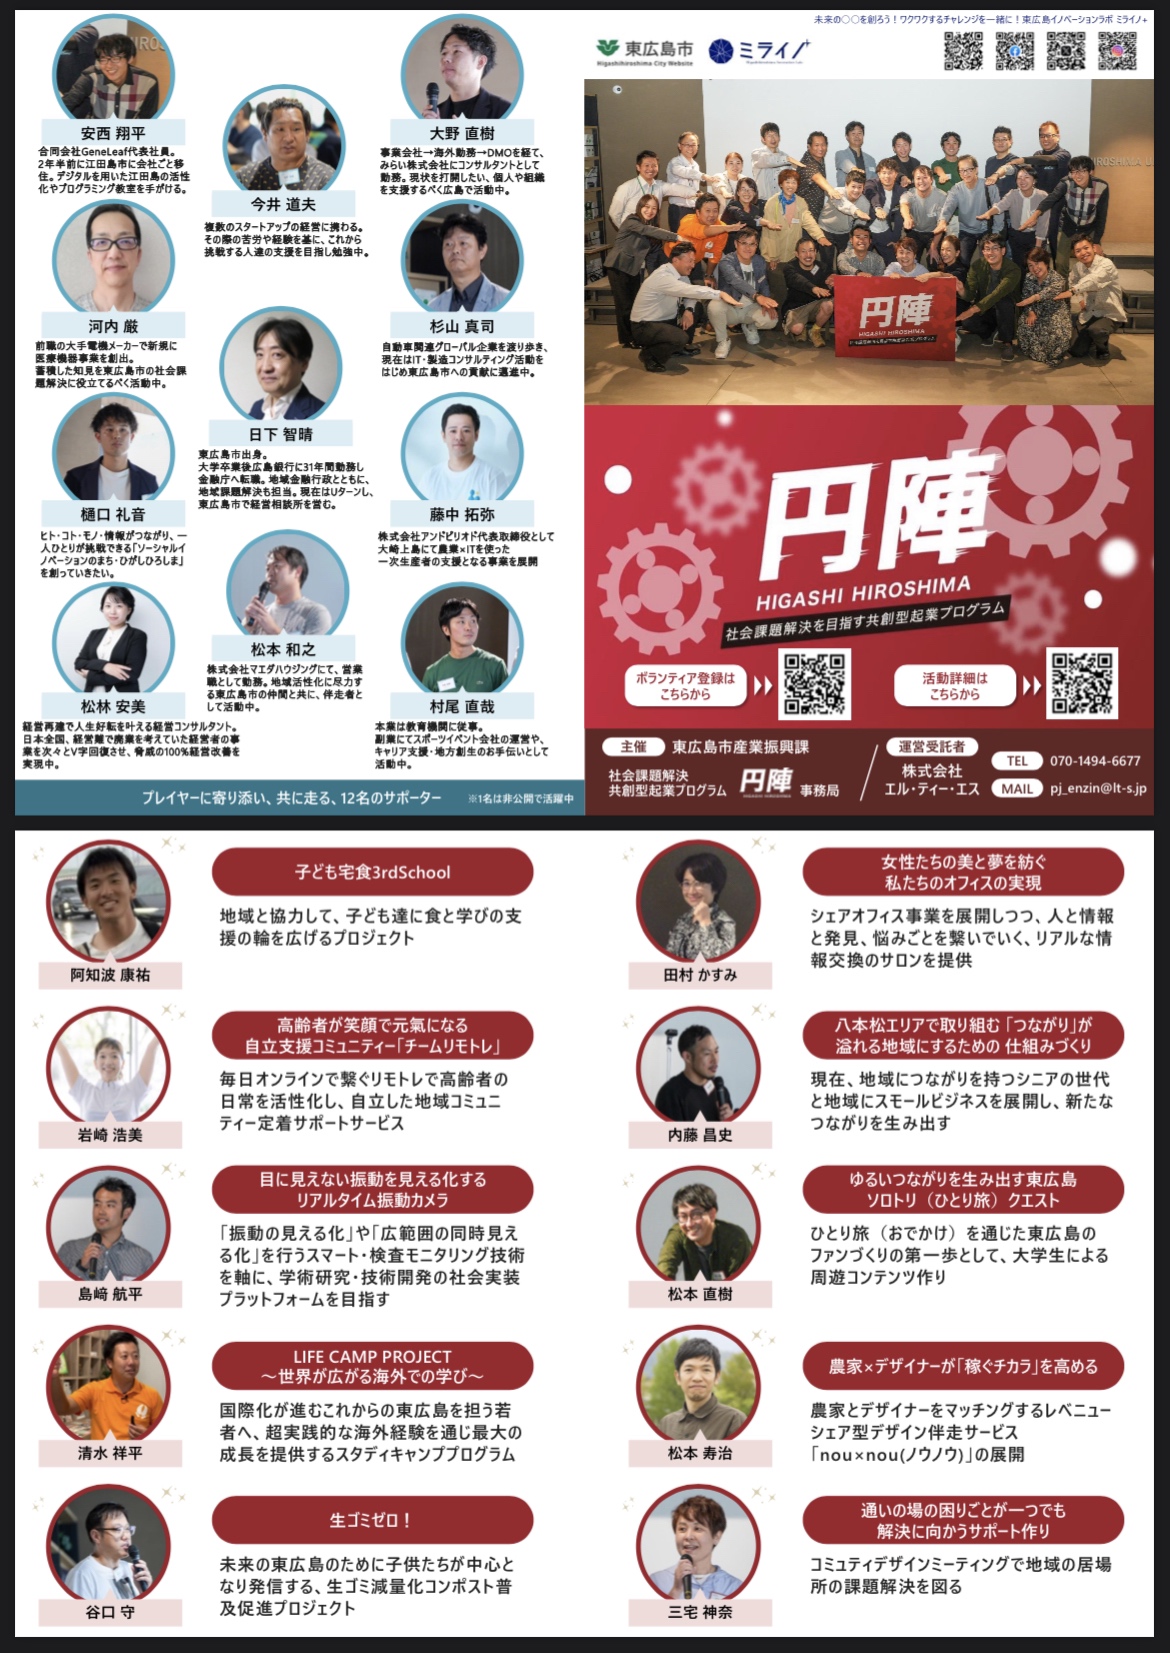 安西 翔平
合同会社GeneLeaf代表社員。
2年半前に江田島市に会社ごと移
住。デジタルを用いた江田島の活性
化やプログラミング教室を手がける。
今井 道夫
複数のスタートアップの経営に携わる。
その際の苦労や経験を基に、これから
挑戦する人達の支援を目指し勉強中。
大野 直樹
事業会社→海外勤務→DMOを経て、
みらい株式会社にコンサルタントとして
勤務。現状を打開したい、個人や組織
を支援するべく広島で活動中。
河内 厳
前職の大手電機メーカーで新規に
医療機器事業を創出。
蓄積した知見を東広島市の社会課
題解決に役立てるべく活動中。
日下 智晴
東広島市出身。
大学卒業後広島銀行に31年間勤務し
金融庁へ転職。地域金融行政とともに、
地域課題解決も担当。現在はUターンし、
東広島市で経営相談所を営む。
杉山 真司
自動車関連グローバル企業を渡り歩き、
現在はIT・製造コンサルティング活動を
はじめ東広島市への貢献に邁進中。
樋口 礼音
ヒト・コト・モノ・情報がつながり、一
人ひとりが挑戦できる「ソーシャルイ
ノベーションのまち・ひがしひろしま」
を創っていきたい。
藤中 拓弥
株式会社アンドビリオド代表取締役として
大崎上島にて農業×ITを使った
一次生産者の支援となる事業を展開
松林 安美
経営再建で人生好転を叶える経営コンサルタント。
日本全国、経営難で廃業を考えていた経営者の事
業を次々とV字回復させ、脅威の100%経営改善を
実現中。
松本 和之
株式会社マエダハウジングにて、営業
職として勤務。地域活性化に尽力す
る東広島市の仲間と共に、伴走者と
して活動中。
村尾 直哉
本業は教育機関に従事。
副業にてスポーツイベント会社の運営や、
キャリア支援・地方創生のお手伝いとして
活動中。
プレイヤーに寄り添い、共に走る、12名のサポーター ※1名は非公開で活躍中
未来の○○を創ろう！ワクワクするチャレンジを一緒に！東広島イノベーションラボ ミライノ+
東広島市
Higashihiroshima City Website
ミライノ+
円陣
HIGASHI HIROSHIMA
円陣
HIGASHI HIROSHIMA
社会課題解決を目指す共創型起業プログラム
ボランティア登録は
こちらから
活動詳細は
こちらから
主催 東広島市産業振興課
社会課題解決
共創型起業プログラム 円陣 事務局
運営受託者
株式会社
エル・ティー・エス
TEL 070-1494-6677
MAIL pj_enzin@lt-s.jp
子ども宅食3rdSchool
地域と協力して、子ども達に食と学びの支
援の輪を広げるプロジェクト
阿知波 康祐
高齢者が笑顔で元氣になる
自立支援コミュニティー「チームリモトレ」
毎日オンラインで繋ぐリモトレで高齢者の
日常を活性化し、自立した地域コミュニ
ティー定着サポートサービス
岩崎 浩美
目に見えない振動を見える化する
リアルタイム振動カメラ
「振動の見える化」や「広範囲の同時見え
る化」を行うスマート・検査モニタリング技術
を軸に、学術研究・技術開発の社会実装
プラットフォームを目指す
島﨑 航平
LIFE CAMP PROJECT
～世界が広がる海外での学び～
国際化が進むこれからの東広島を担う若
者へ、超実践的な海外経験を通じ最大の
成長を提供するスタディキャンププログラム
清水 祥平
生ゴミゼロ！
未来の東広島のために子供たちが中心と
なり発信する、生ゴミ減量化コンポスト普
及促進プロジェクト
谷口 守
女性たちの美と夢を紡ぐ
私たちのオフィスの実現
シェアオフィス事業を展開しつつ、人と情報
と発見、悩みごとを繋いでいく、リアルな情
報交換のサロンを提供
田村 かすみ
八本松エリアで取り組む「つながり」が
溢れる地域にするための 仕組みづくり
現在、地域につながりを持つシニアの世代
と地域にスモールビジネスを展開し、新たな
つながりを生み出す
内藤 昌史
ゆるいつながりを生み出す東広島
ソロトリ（ひとり旅）クエスト
ひとり旅（おでかけ）を通じた東広島の
ファンづくりの第一歩として、大学生による
周遊コンテンツ作り
松本 直樹
農家×デザイナーが「稼ぐチカラ」を高める
農家とデザイナーをマッチングするレベニュー
シェア型デザイン伴走サービス
「nou×nou(ノウノウ)」の展開
松本 寿治
通いの場の困りごとが一つでも
解決に向かうサポート作り
コミュティデザインミーティングで地域の居場
所の課題解決を図る
三宅 神奈